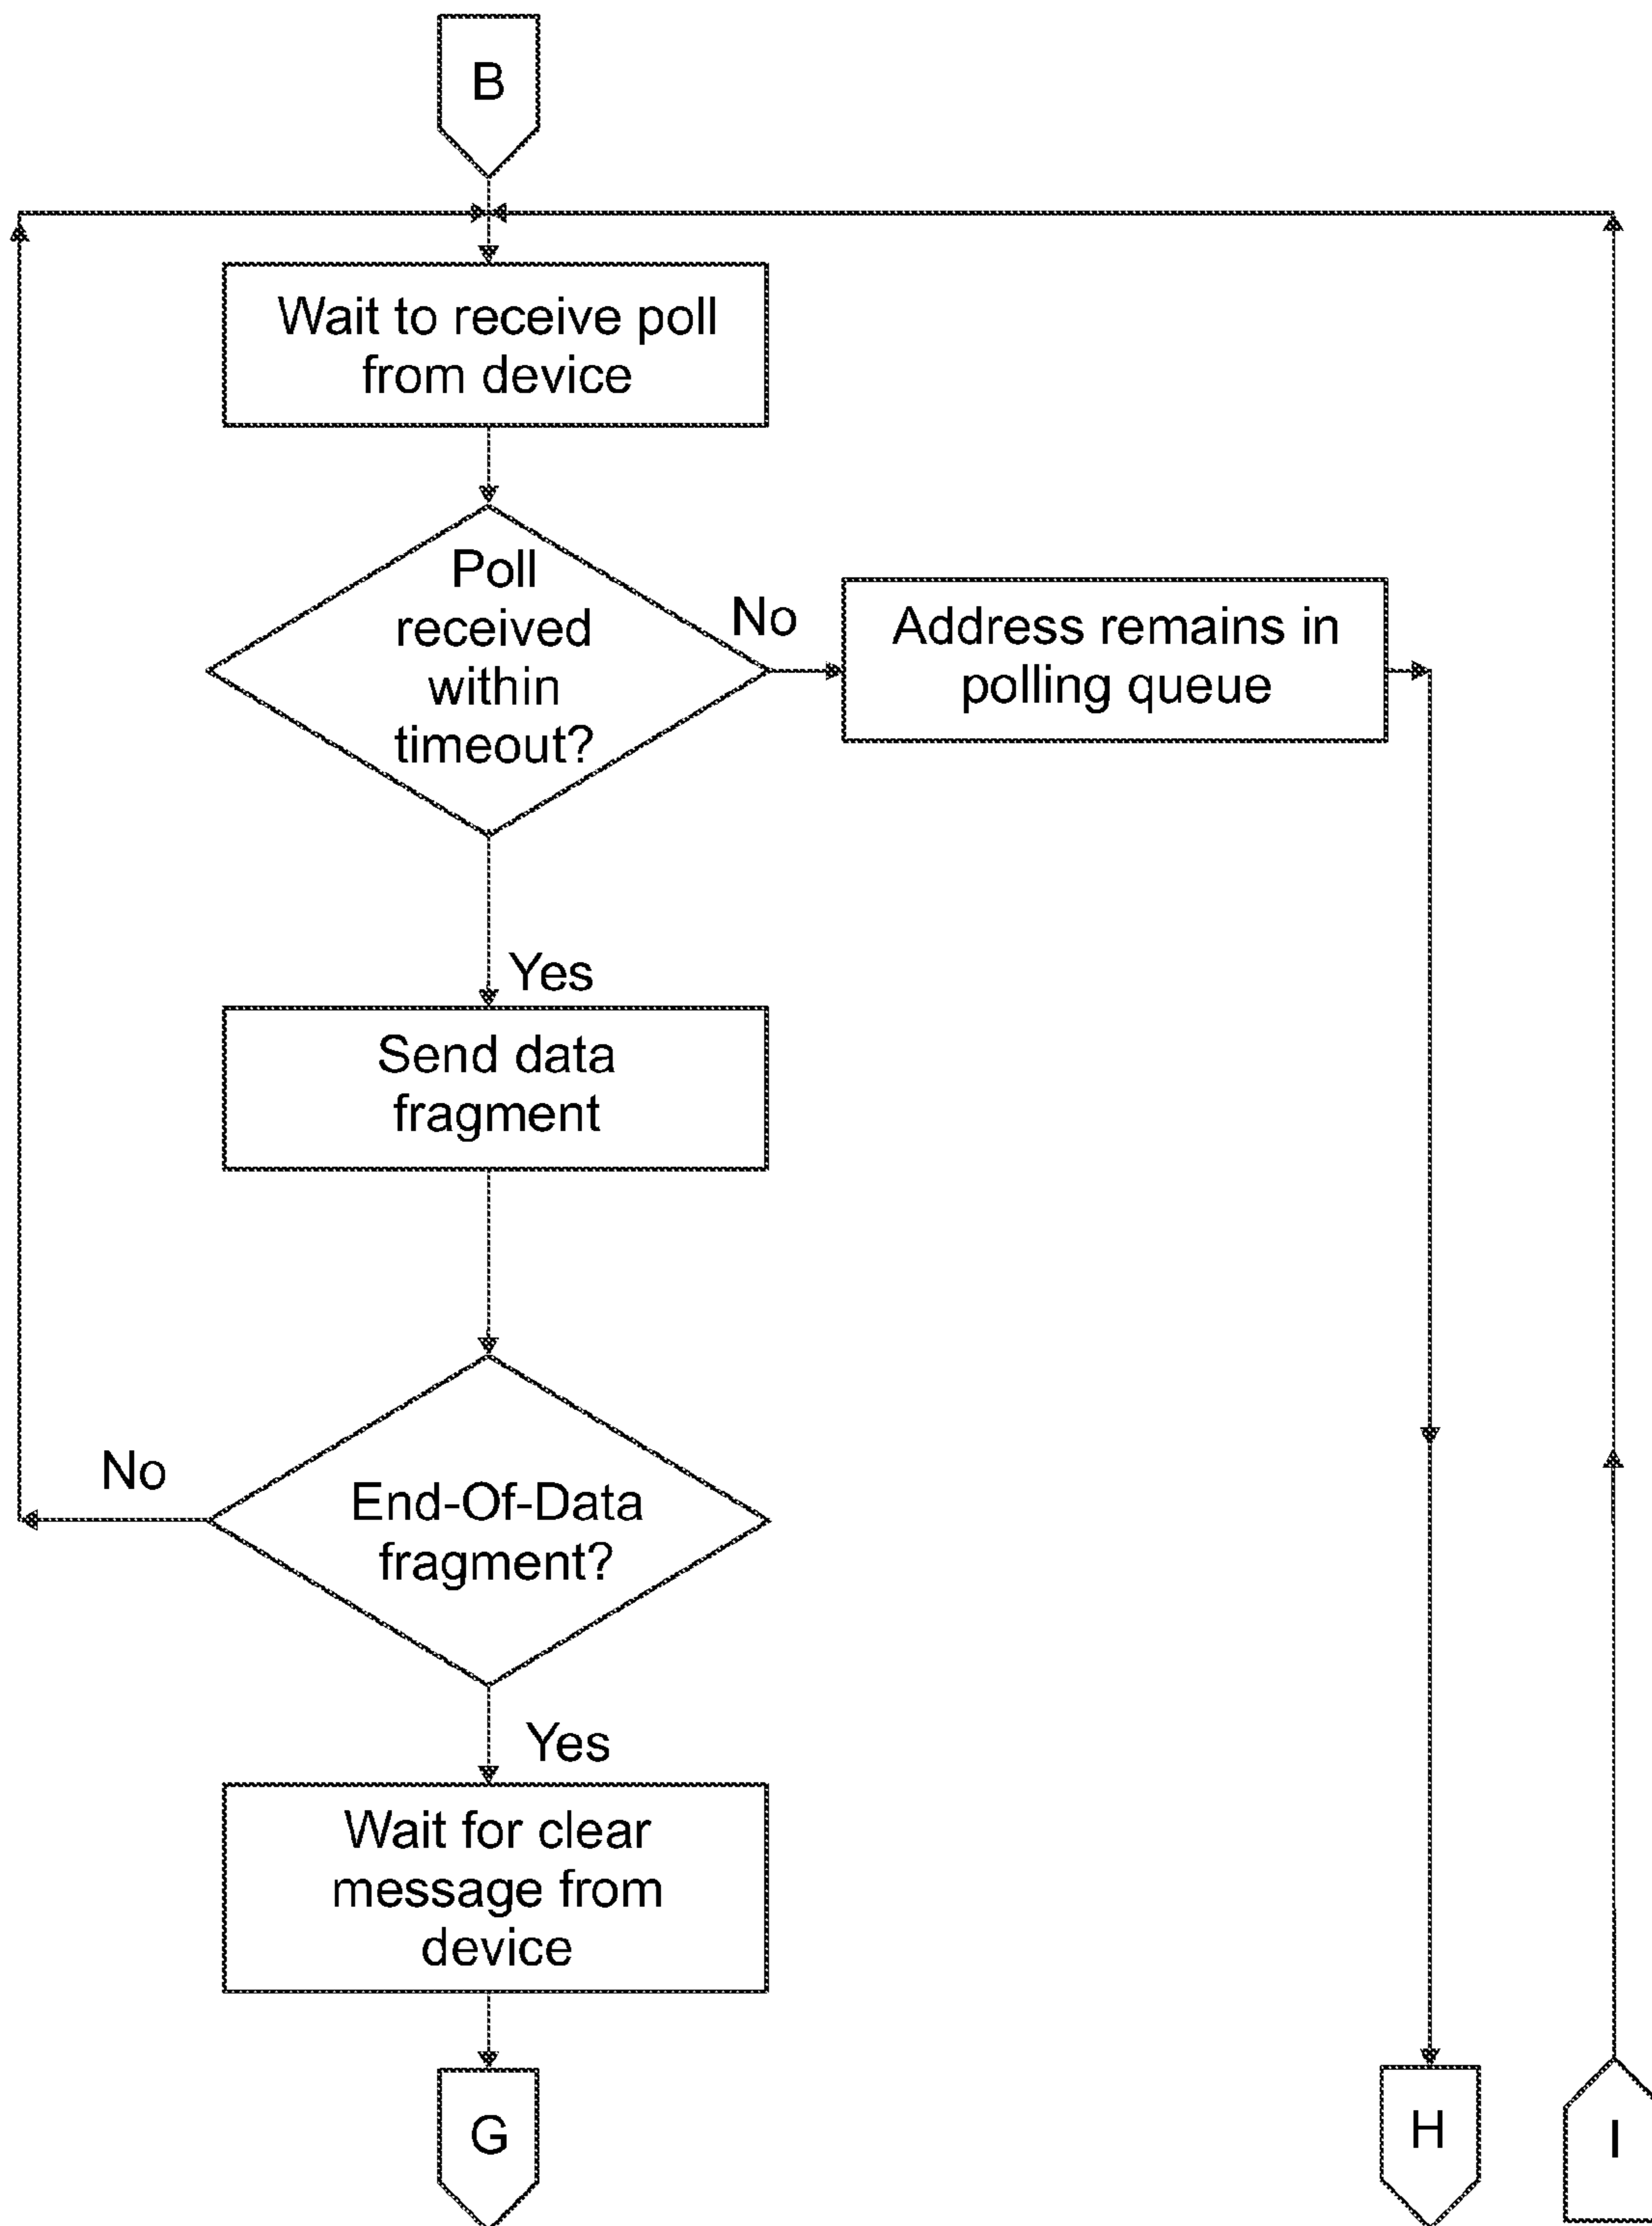 B
Wait to receive poll
from device
Poll
received
within
timeout?
No
Address remains in
polling queue
Yes
Send data
fragment
No
End-Of-Data
fragment?
Yes
Wait for clear
message from
device
G
H
I